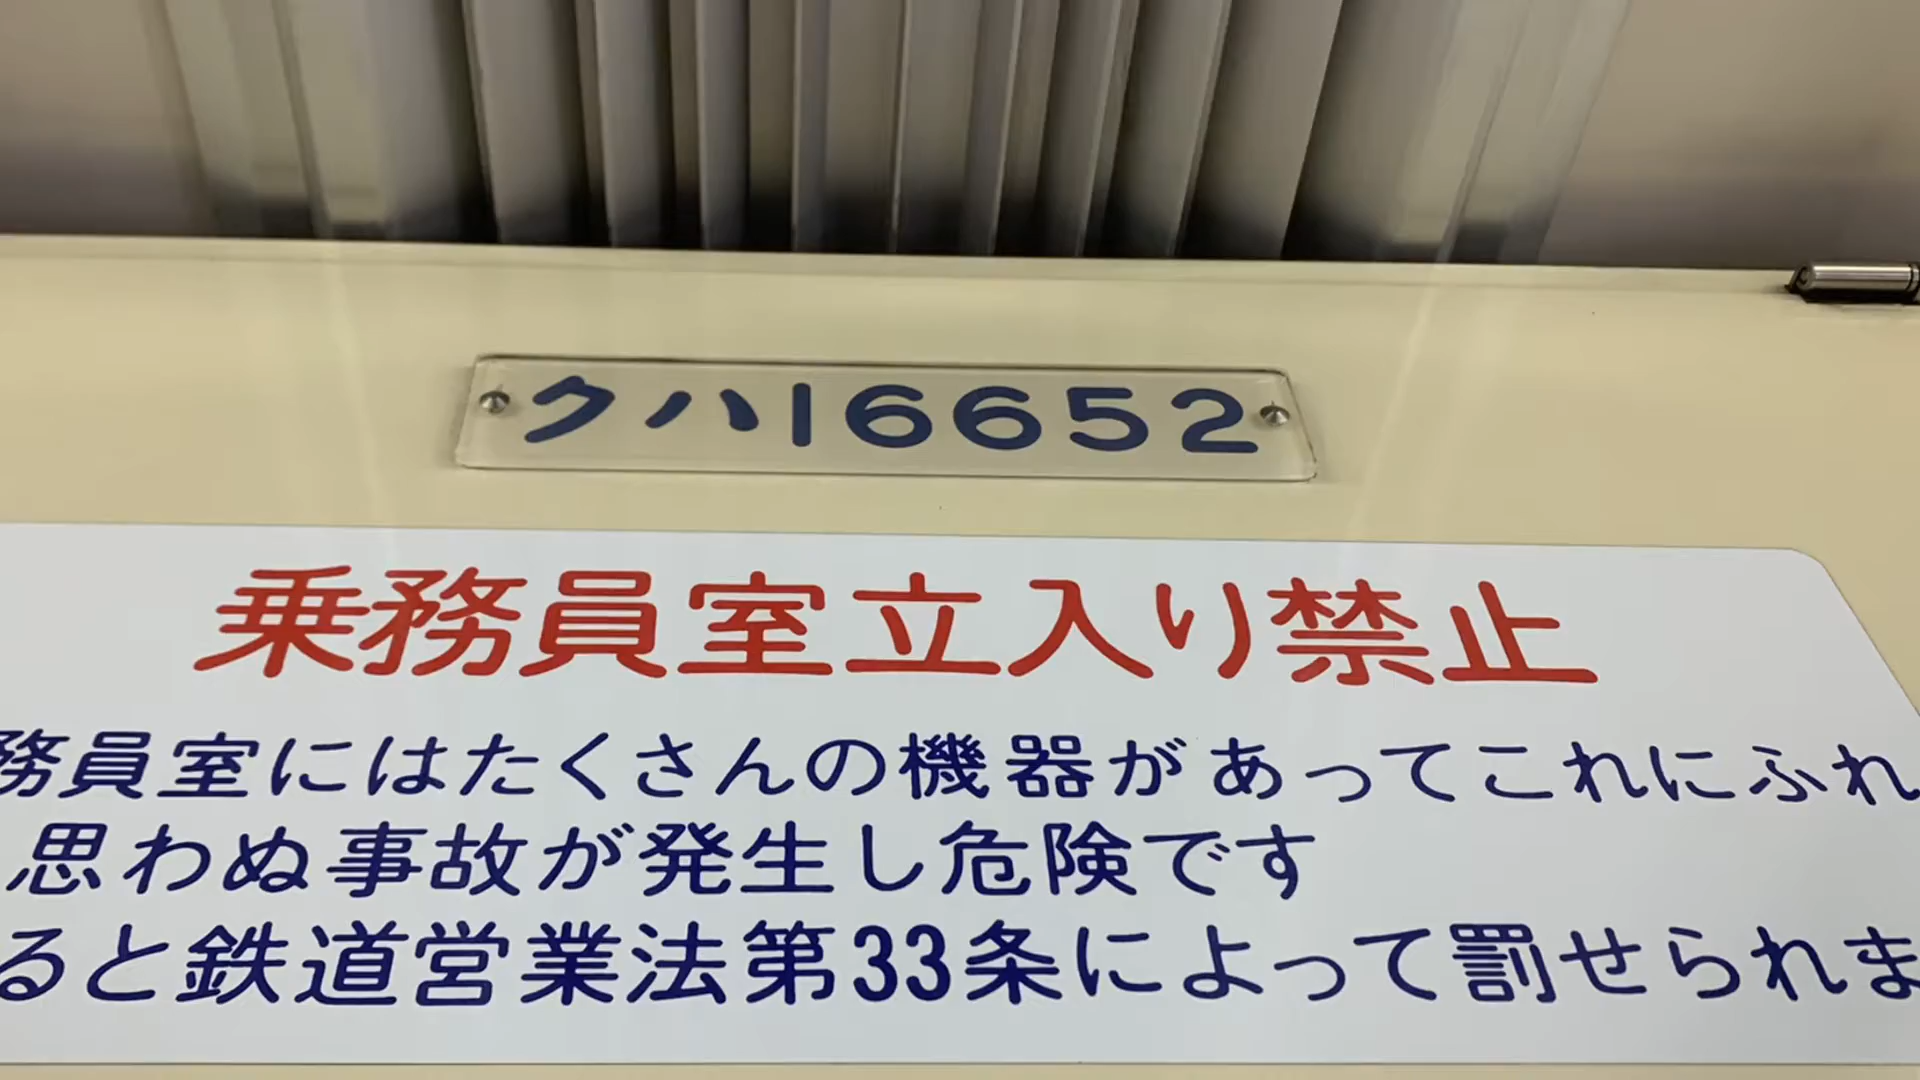 クハ16652
乗務員室立入り禁止
務員室にはたくさんの機器があってこれにふれ
思わぬ事故が発生し危険です
ると鉄道営業法第33条によって罰せられま